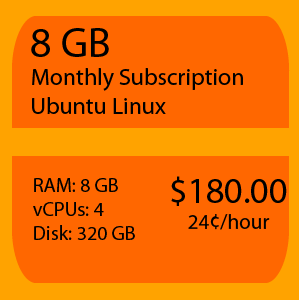 8 GB
Monthly Subscription
Ubuntu Linux
RAM: 8 GB
vCPUs: 4
Disk: 320 GB
$180.00
24¢/hour